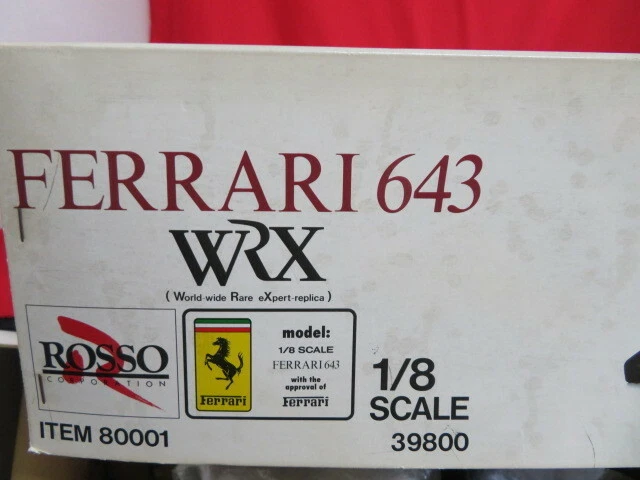 FERRARI 643
WRX
( World-wide Rare eXpert-replica )
ROSSO
CORPORATION
ITEM 80001
Ferrari
model:
1/8 SCALE
FERRARI 643
with the
approval of
Ferrari
1/8
SCALE
39800